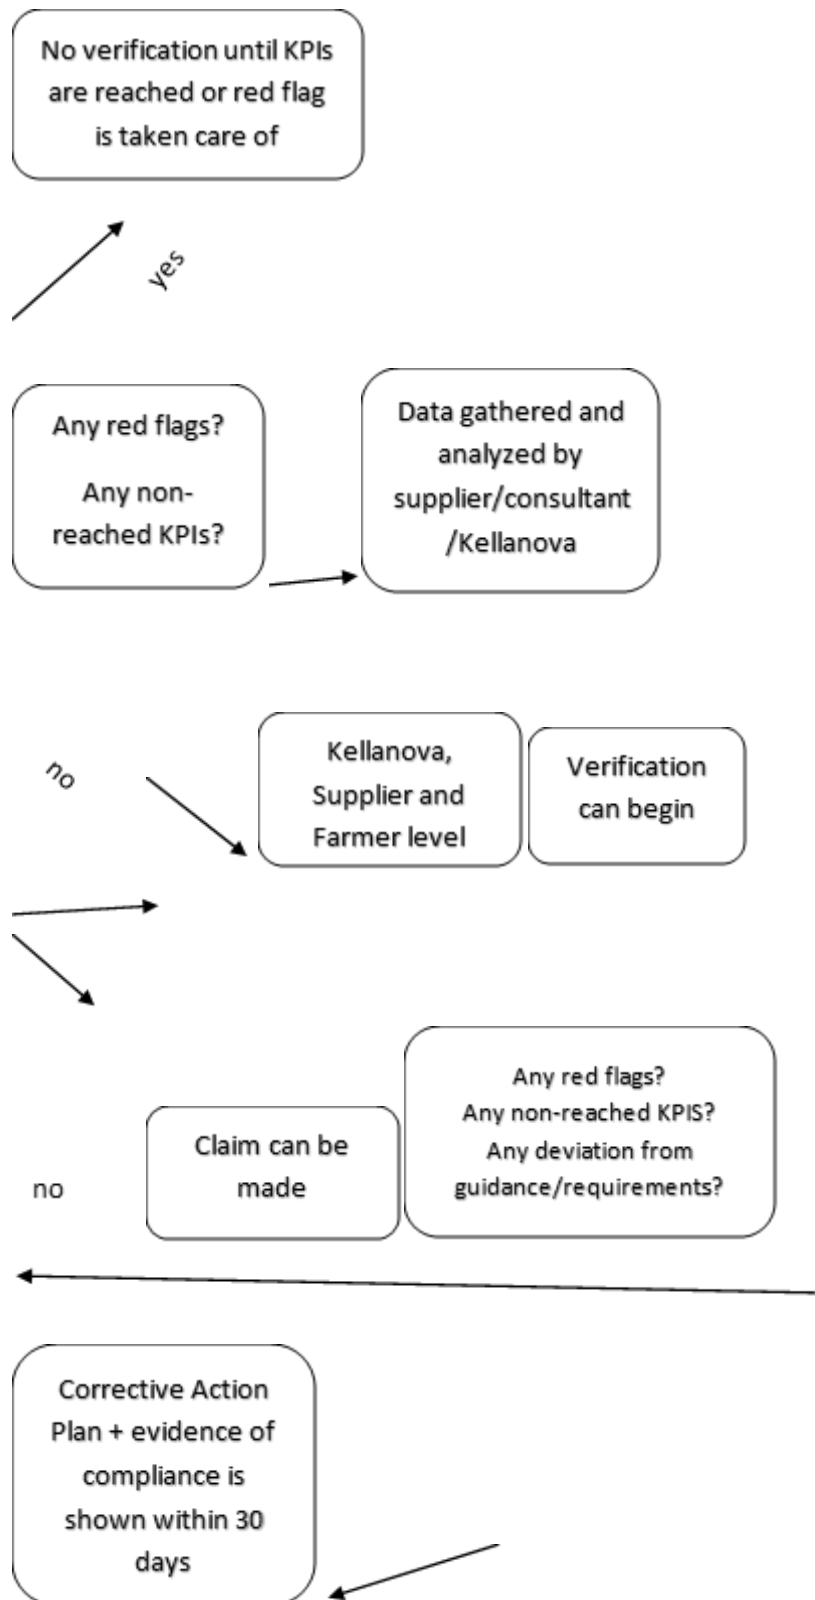 No verification until KPIs
are reached or red flag
is taken care of
yes
Any red flags?
Any non-
reached KPIs?
Data gathered and
analyzed by
supplier/consultant
/Kellanova
no
Kellanova,
Supplier and
Farmer level
Verification
can begin
Any red flags?
Any non-reached KPIS?
Any deviation from
guidance/requirements?
Claim can be
made
no
Corrective Action
Plan + evidence of
compliance is
shown within 30
days